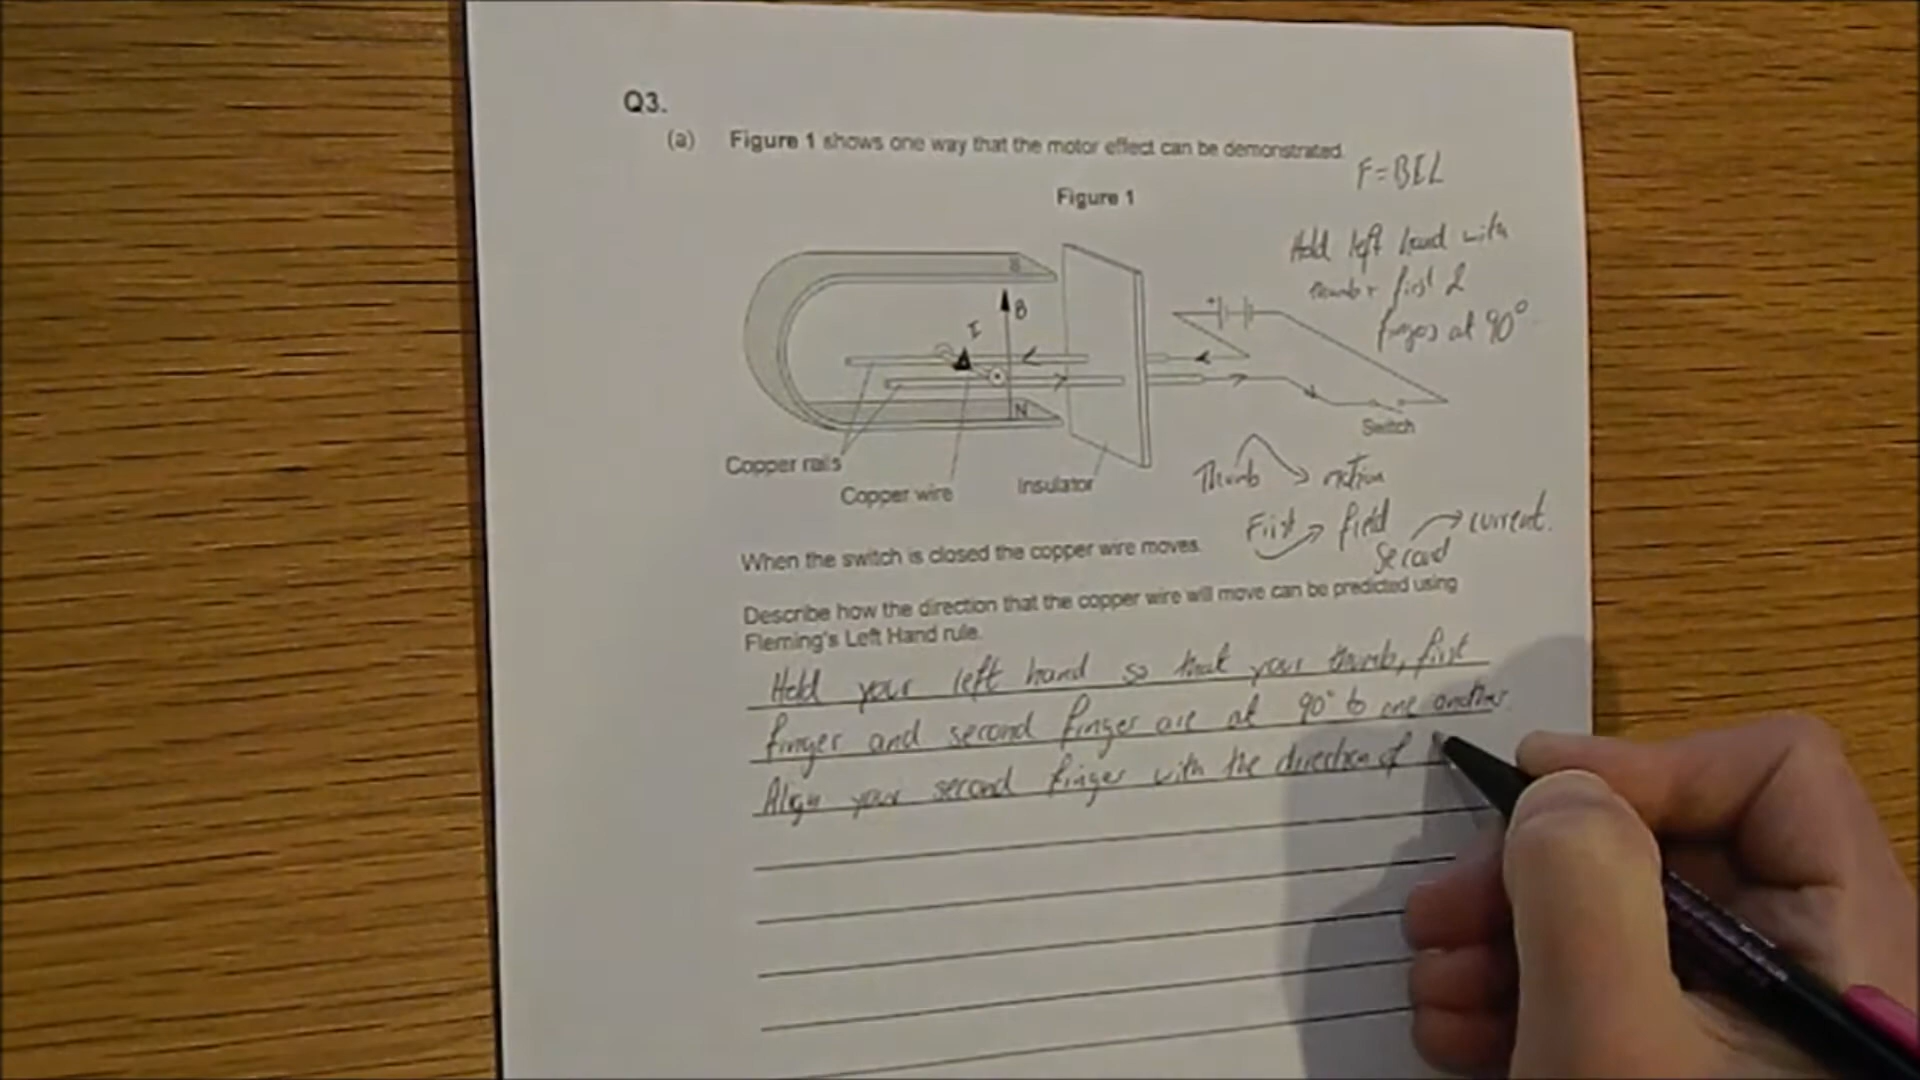 Q3.
(a) Figure 1 shows one way that the motor effect can be demonstrated.
F=BIL
Figure 1
Hold left hand with
thumb + first 2
fingers at 90°
S
B
I
+
N
Switch
Copper rails
Copper wire
Insulator
Thumb motion
First field
Second current.
When the switch is closed the copper wire moves.
Describe how the direction that the copper wire will move can be predicted using
Fleming's Left Hand rule.
Hold your left hand so that your thumb, first
finger and second finger are at 90° to one another.
Align your second finger with the direction of